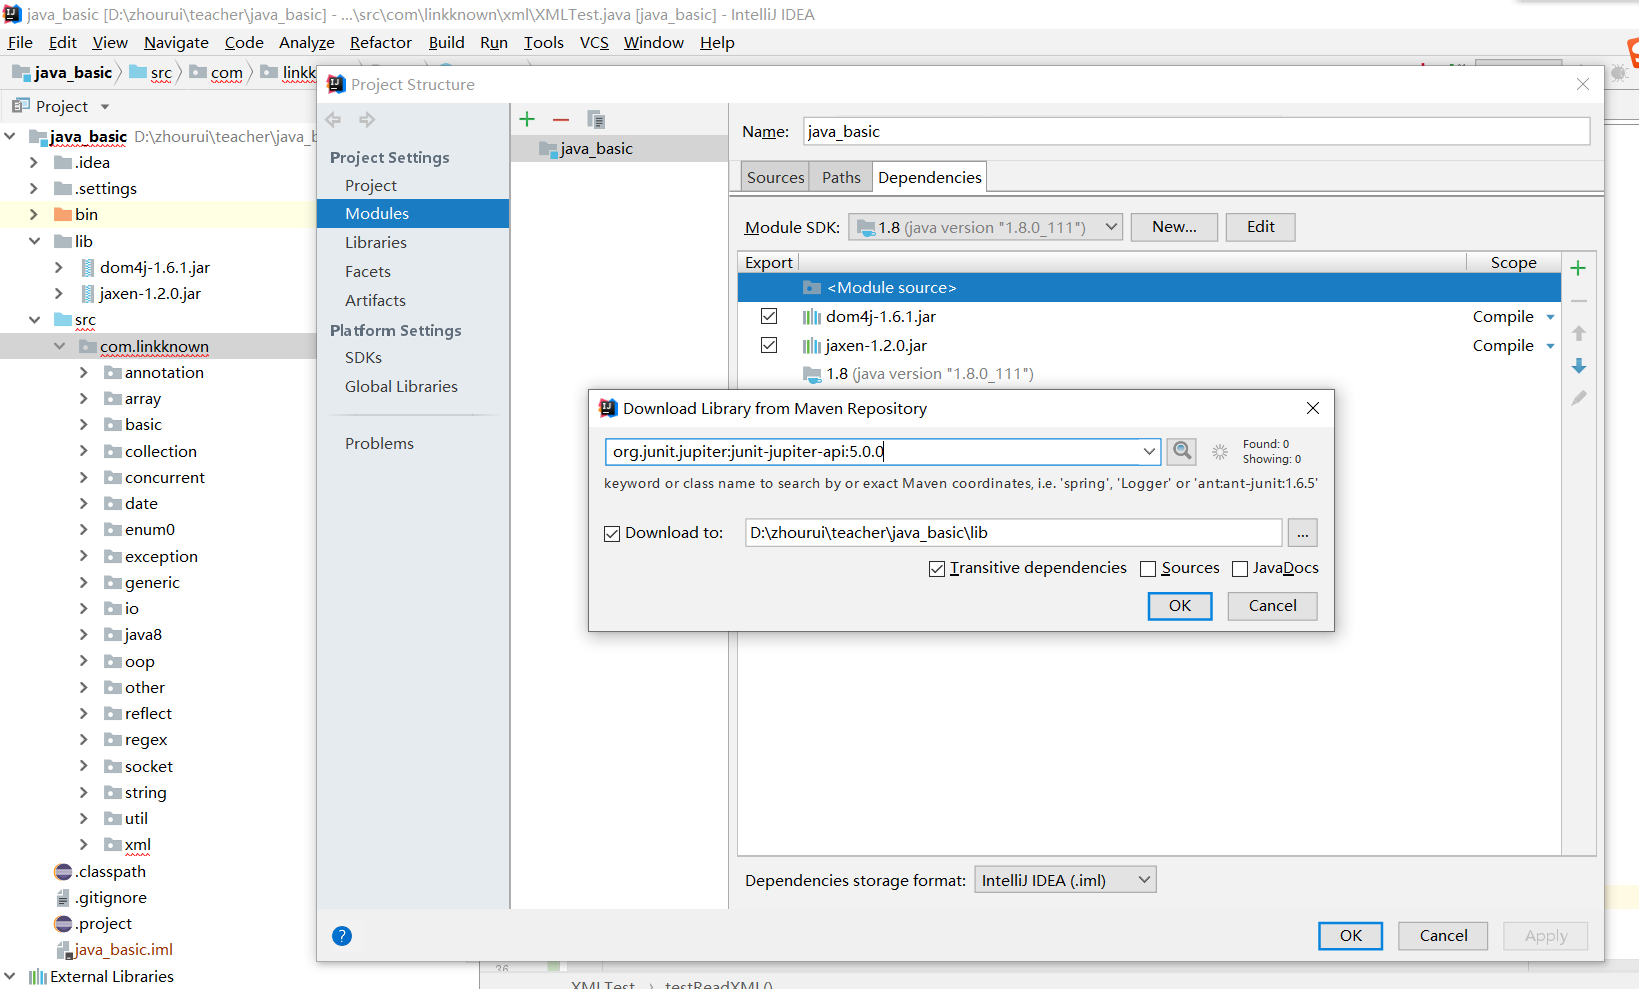 java_basic [D:\zhourui\teacher\java_basic] - ...\src\com\linkknown\xml\XMLTest.java [java_basic] - IntelliJ IDEA
File Edit View Navigate Code Analyze Refactor Build Run Tools VCS Window Help
java_basic src com linkk
Project Structure
Project
java_basic D:\zhourui\teacher\java_b
.idea
.settings
bin
lib
dom4j-1.6.1.jar
jaxen-1.2.0.jar
src
com.linkknown
annotation
array
basic
collection
concurrent
date
enum0
exception
generic
io
java8
oop
other
reflect
regex
socket
string
util
xml
.classpath
.gitignore
.project
java_basic.iml
External Libraries
Project Settings
Project
Modules
Libraries
Facets
Artifacts
Platform Settings
SDKs
Global Libraries
Problems
java_basic
Name: java_basic
Sources Paths Dependencies
Module SDK: 1.8 (java version "1.8.0_111") New... Edit
Export Scope
<Module source>
dom4j-1.6.1.jar Compile
jaxen-1.2.0.jar Compile
1.8 (java version "1.8.0_111")
Download Library from Maven Repository
org.junit.jupiter:junit-jupiter-api:5.0.0
Found: 0
Showing: 0
keyword or class name to search by or exact Maven coordinates, i.e. 'spring', 'Logger' or 'ant:ant-junit:1.6.5'
Download to: D:\zhourui\teacher\java_basic\lib ...
Transitive dependencies Sources JavaDocs
OK Cancel
Dependencies storage format: IntelliJ IDEA (.iml)
? OK Cancel Apply
36
XMLTest testReadXML()